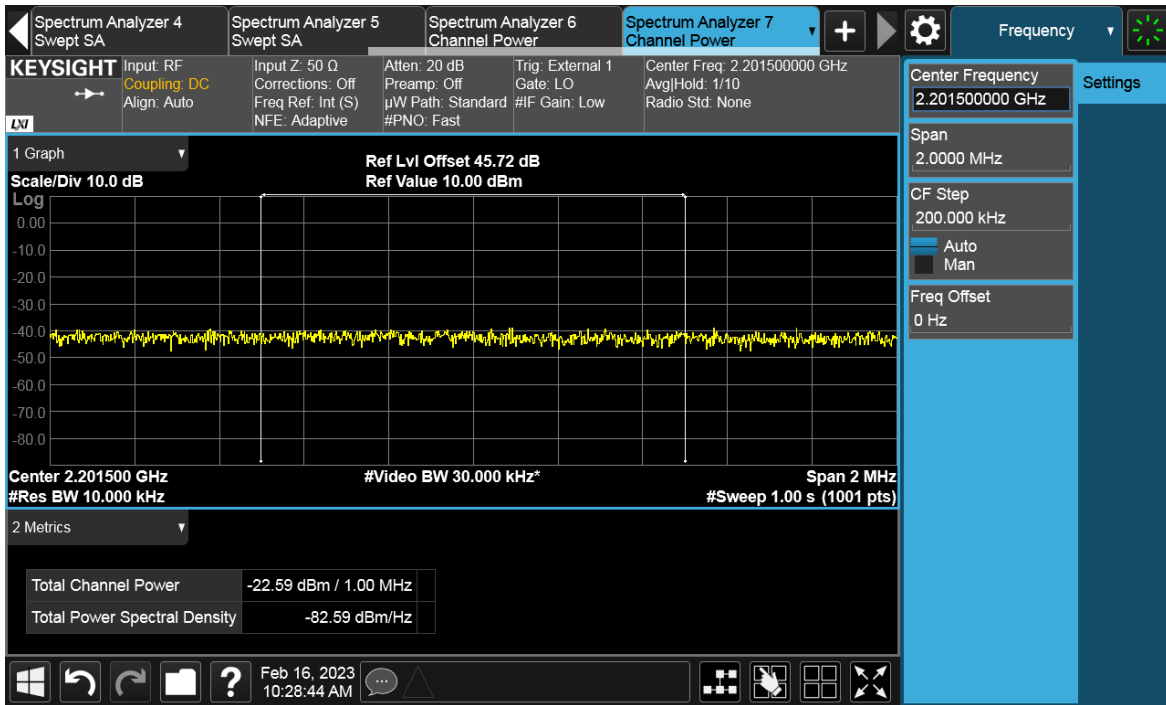 Spectrum Analyzer 4
Swept SA
Spectrum Analyzer 5
Swept SA
Spectrum Analyzer 6
Channel Power
Spectrum Analyzer 7
Channel Power
Frequency
KEYSIGHT
LXI
Input: RF
Coupling: DC
Align: Auto
Input Z: 50 Ω
Corrections: Off
Freq Ref: Int (S)
NFE: Adaptive
Atten: 20 dB
Preamp: Off
µW Path: Standard
#PNO: Fast
Trig: External 1
Gate: LO
#IF Gain: Low
Center Freq: 2.201500000 GHz
Avg|Hold: 1/10
Radio Std: None
Center Frequency
2.201500000 GHz
Settings
Span
2.0000 MHz
CF Step
200.000 kHz
Auto
Man
Freq Offset
0 Hz
1 Graph
Ref Lvl Offset 45.72 dB
Scale/Div 10.0 dB
Ref Value 10.00 dBm
Log
0.00
-10.0
-20.0
-30.0
-40.0
-50.0
-60.0
-70.0
-80.0
Center 2.201500 GHz
#Video BW 30.000 kHz*
Span 2 MHz
#Res BW 10.000 kHz
#Sweep 1.00 s (1001 pts)
2 Metrics
Total Channel Power -22.59 dBm / 1.00 MHz
Total Power Spectral Density -82.59 dBm/Hz
?
Feb 16, 2023
10:28:44 AM